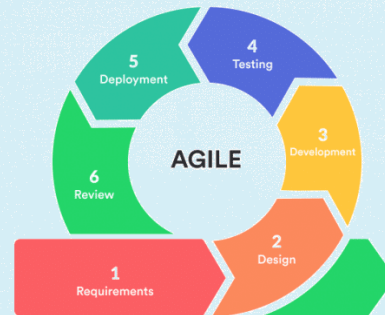 AGILE
1
Requirements
2
Design
3
Development
4
Testing
5
Deployment
6
Review